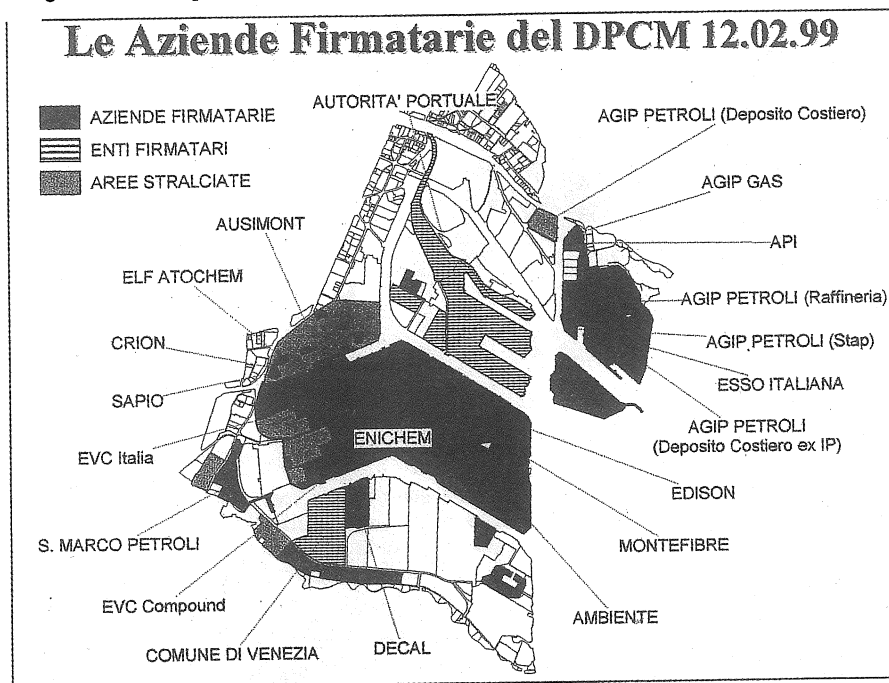 Le Aziende Firmatarie del DPCM 12.02.99
AZIENDE FIRMATARIE
ENTI FIRMATARI
AREE STRALCIATE
AUTORITA' PORTUALE
AGIP PETROLI (Deposito Costiero)
AGIP GAS
API
AGIP PETROLI (Raffineria)
AGIP PETROLI (Stap)
ESSO ITALIANA
AGIP PETROLI
(Deposito Costiero ex IP)
EDISON
MONTEFIBRE
AMBIENTE
AUSIMONT
ELF ATOCHEM
CRION
SAPIO
EVC Italia
ENICHEM
S. MARCO PETROLI
EVC Compound
COMUNE DI VENEZIA
DECAL